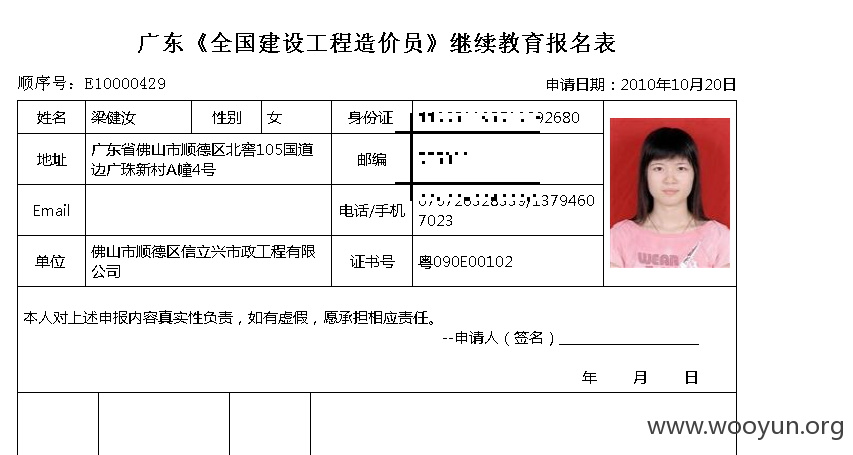 广东《全国建设工程造价员》继续教育报名表
顺序号：E10000429 申请日期：2010年10月20日
姓名 梁健汝 性别 女 身份证
地址 广东省佛山市顺德区北窖105国道
边广珠新村A幢4号 邮编
Email 电话/手机
7023
单位 佛山市顺德区信立兴市政工程有限
公司 证书号 粤090E00102
WEAR
本人对上述申报内容真实性负责，如有虚假，愿承担相应责任。
--申请人（签名）
年 月 日
www.wooyun.org